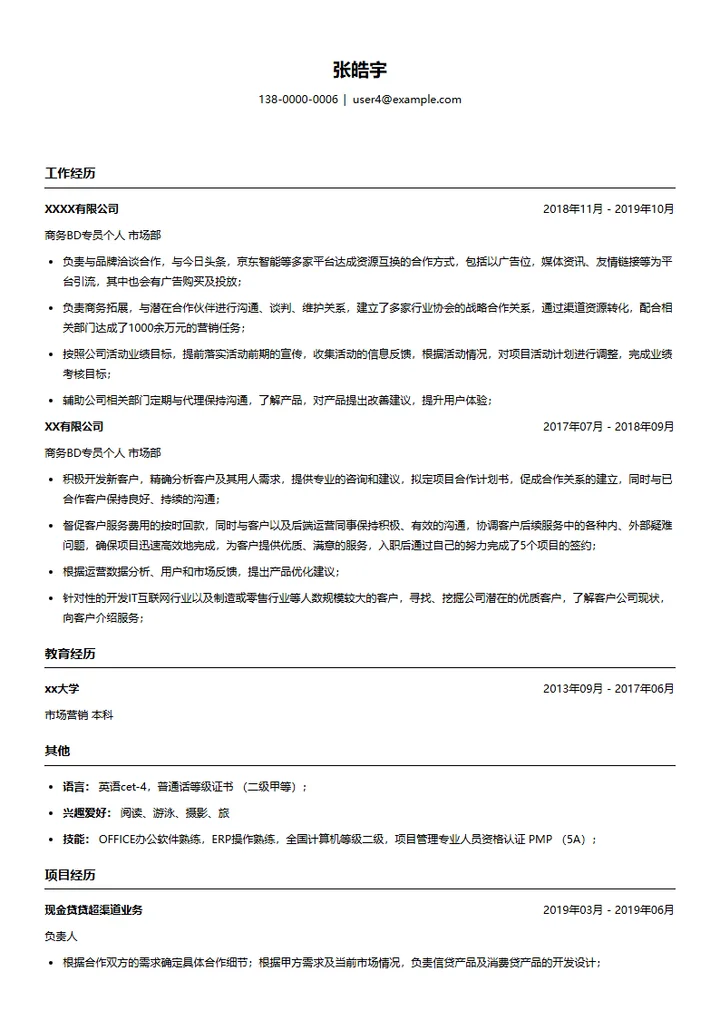 张皓宇
138-0000-0006 | user4@example.com
工作经历
XXXX有限公司 2018年11月 - 2019年10月
商务BD专员个人 市场部
• 负责与品牌洽谈合作，与今日头条，京东智能等多家平台达成资源互换的合作方式，包括以广告位，媒体资讯、友情链接等为平
台引流，其中也会有广告购买及投放；
• 负责商务拓展，与潜在合作伙伴进行沟通、谈判、维护关系，建立了多家行业协会的战略合作关系，通过渠道资源转化，配合相
关部门达成了1000余万元的营销任务；
• 按照公司活动业绩目标，提前落实活动前期的宣传，收集活动的信息反馈，根据活动情况，对项目活动计划进行调整，完成业绩
考核目标；
• 辅助公司相关部门定期与代理保持沟通，了解产品，对产品提出改善建议，提升用户体验；
XX有限公司 2017年07月 - 2018年09月
商务BD专员个人 市场部
• 积极开发新客户，精确分析客户及其用人需求，提供专业的咨询和建议，拟定项目合作计划书，促成合作关系的建立，同时与已
合作客户保持良好、持续的沟通；
• 督促客户服务费用的按时回款，同时与客户以及后端运营同事保持积极、有效的沟通，协调客户后续服务中的各种内、外部疑难
问题，确保项目迅速高效地完成，为客户提供优质、满意的服务，入职后通过自己的努力完成了5个项目的签约；
• 根据运营数据分析、用户和市场反馈，提出产品优化建议；
• 针对性的开发IT互联网行业以及制造或零售行业等人数规模较大的客户，寻找、挖掘公司潜在的优质客户，了解客户公司现状，
向客户介绍服务；
教育经历
xx大学 2013年09月 - 2017年06月
市场营销 本科
其他
• 语言： 英语cet-4，普通话等级证书 （二级甲等）；
• 兴趣爱好： 阅读、游泳、摄影、旅
• 技能： OFFICE办公软件熟练，ERP操作熟练，全国计算机等级二级，项目管理专业人员资格认证 PMP （5A）；
项目经历
现金贷贷超渠道业务 2019年03月 - 2019年06月
负责人
• 根据合作双方的需求确定具体合作细节；根据甲方需求及当前市场情况，负责信贷产品及消费贷产品的开发设计；